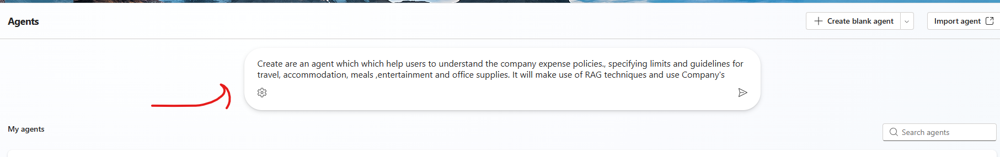 Agents
Create blank agent
Import agent
Create are an agent which which help users to understand the company expense policies., specifying limits and guidelines for
travel, accommodation, meals ,entertainment and office supplies. It will make use of RAG techniques and use Company's
My agents
Search agents